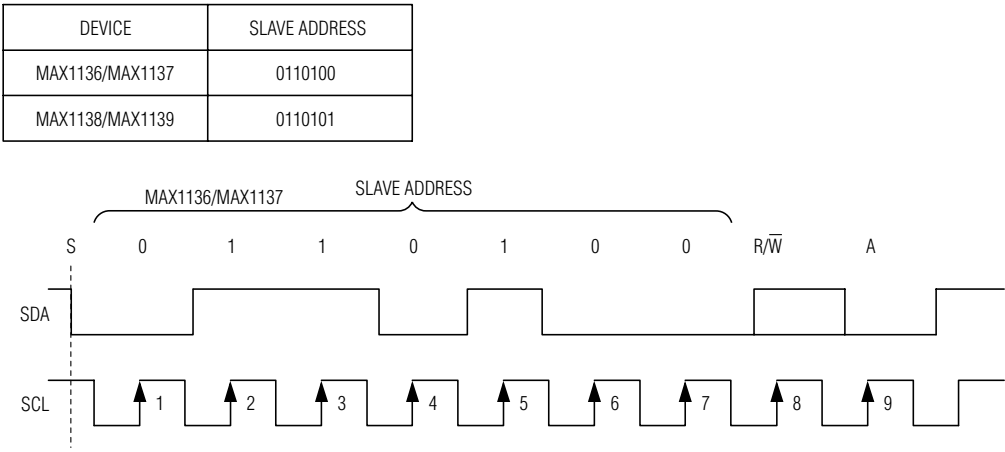 DEVICE SLAVE ADDRESS
MAX1136/MAX1137 0110100
MAX1138/MAX1139 0110101
MAX1136/MAX1137 SLAVE ADDRESS
S 0 1 1 0 1 0 0 R/W̅ A
SDA
SCL 1 2 3 4 5 6 7 8 9